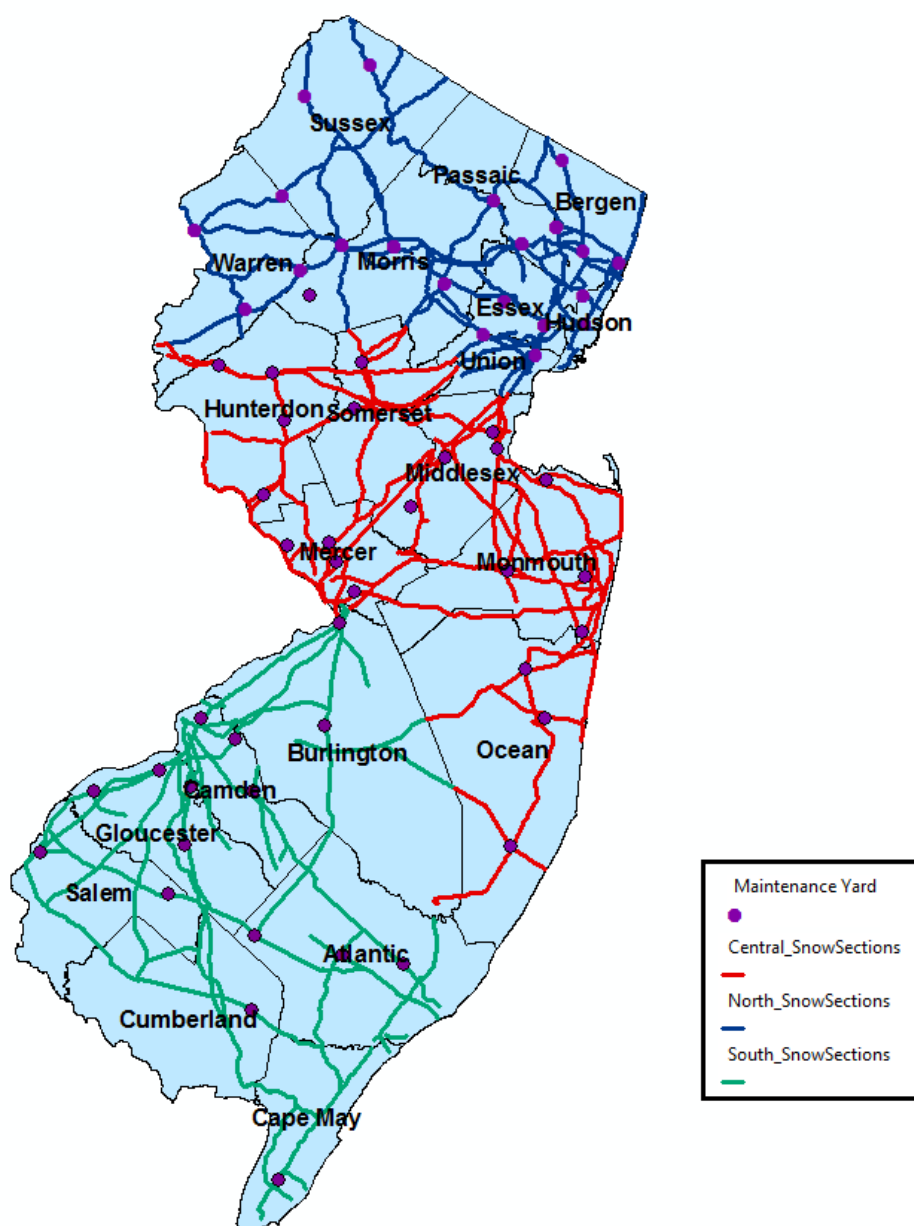 Sussex
Passaic
Bergen
Warren
Morris
Essex
Hudson
Union
Hunterdon
Somerset
Middlesex
Mercer
Monmouth
Burlington
Ocean
Camden
Gloucester
Salem
Atlantic
Cumberland
Cape May
Maintenance Yard
Central_SnowSections
North_SnowSections
South_SnowSections